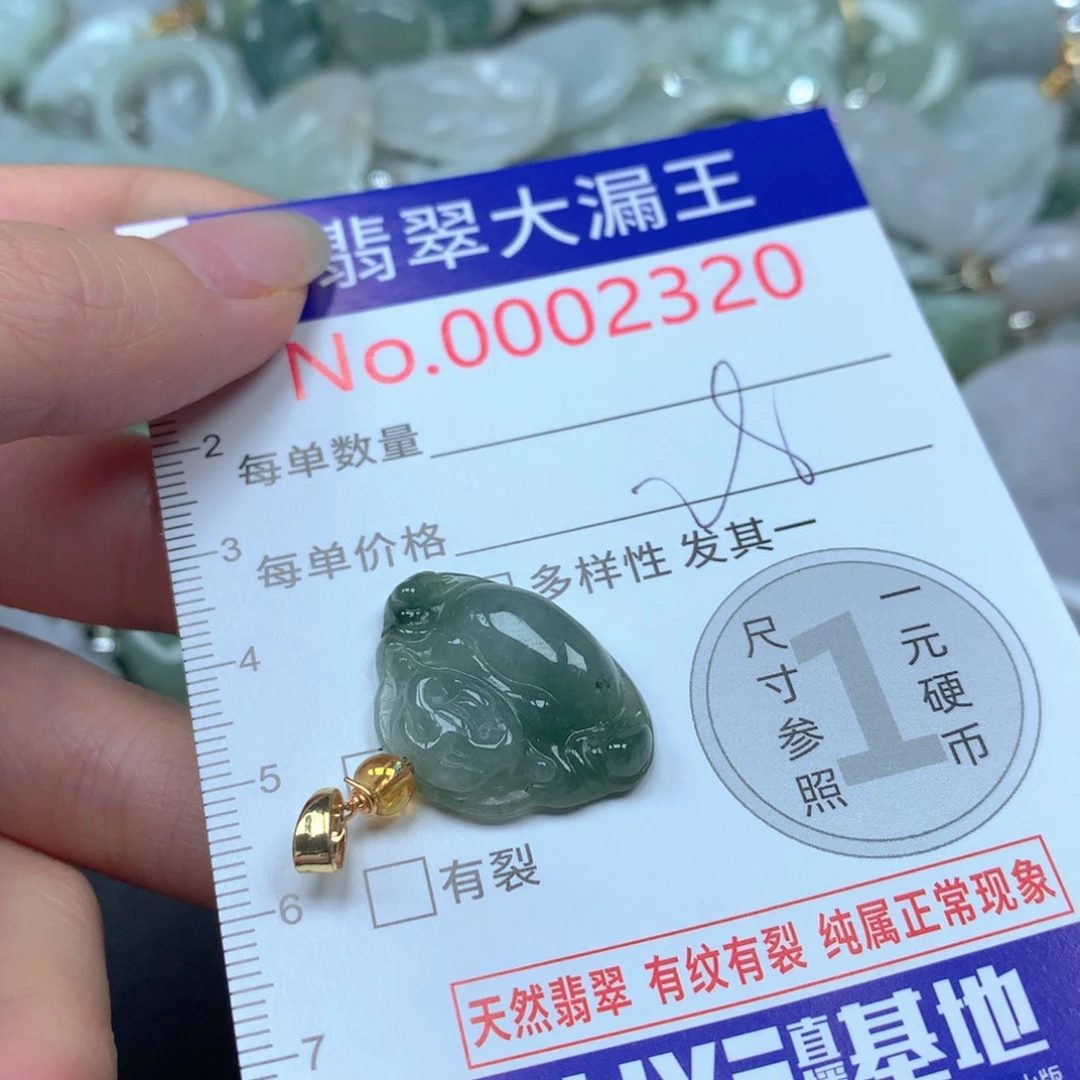 翡翠大漏王
No.0002320
2
每单数量
3
每单价格
多样性 发其一
4
尺寸参照
1
一元硬币
5
6
有裂
天然翡翠 有纹有裂 纯属正常现象
7
基地